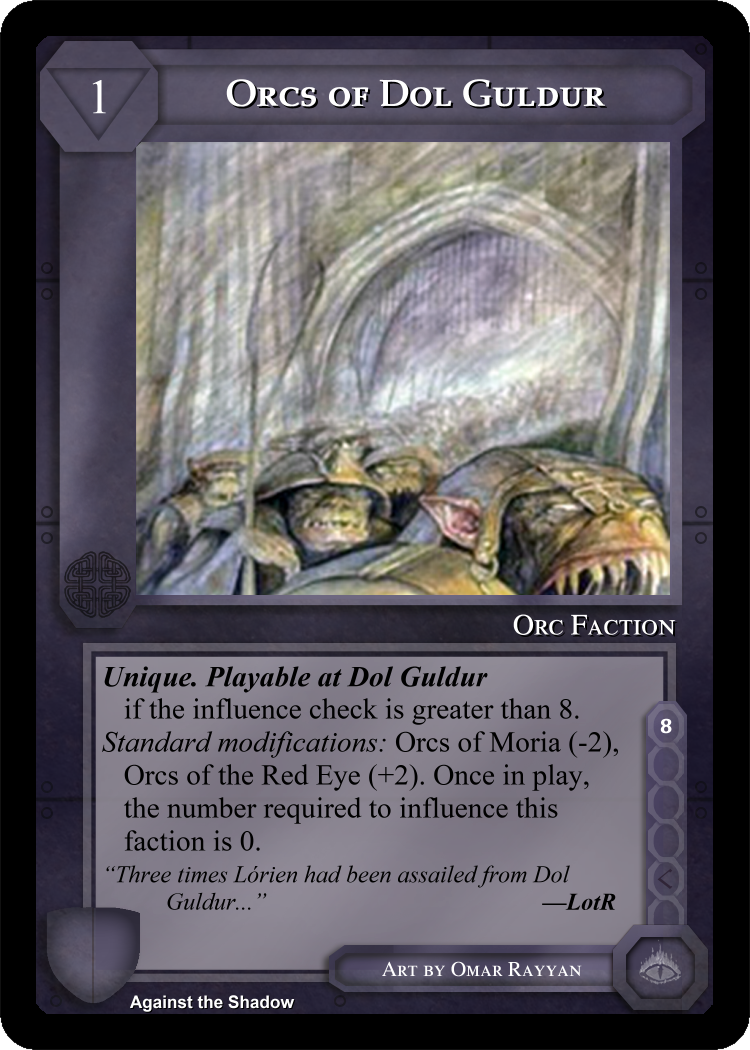 1
Orcs of Dol Guldur
Orc Faction
Unique. Playable at Dol Guldur
if the influence check is greater than 8.
Standard modifications: Orcs of Moria (-2),
Orcs of the Red Eye (+2). Once in play,
the number required to influence this
faction is 0.
8
“Three times Lórien had been assailed from Dol
Guldur...” —LotR
Art by Omar Rayyan
Against the Shadow